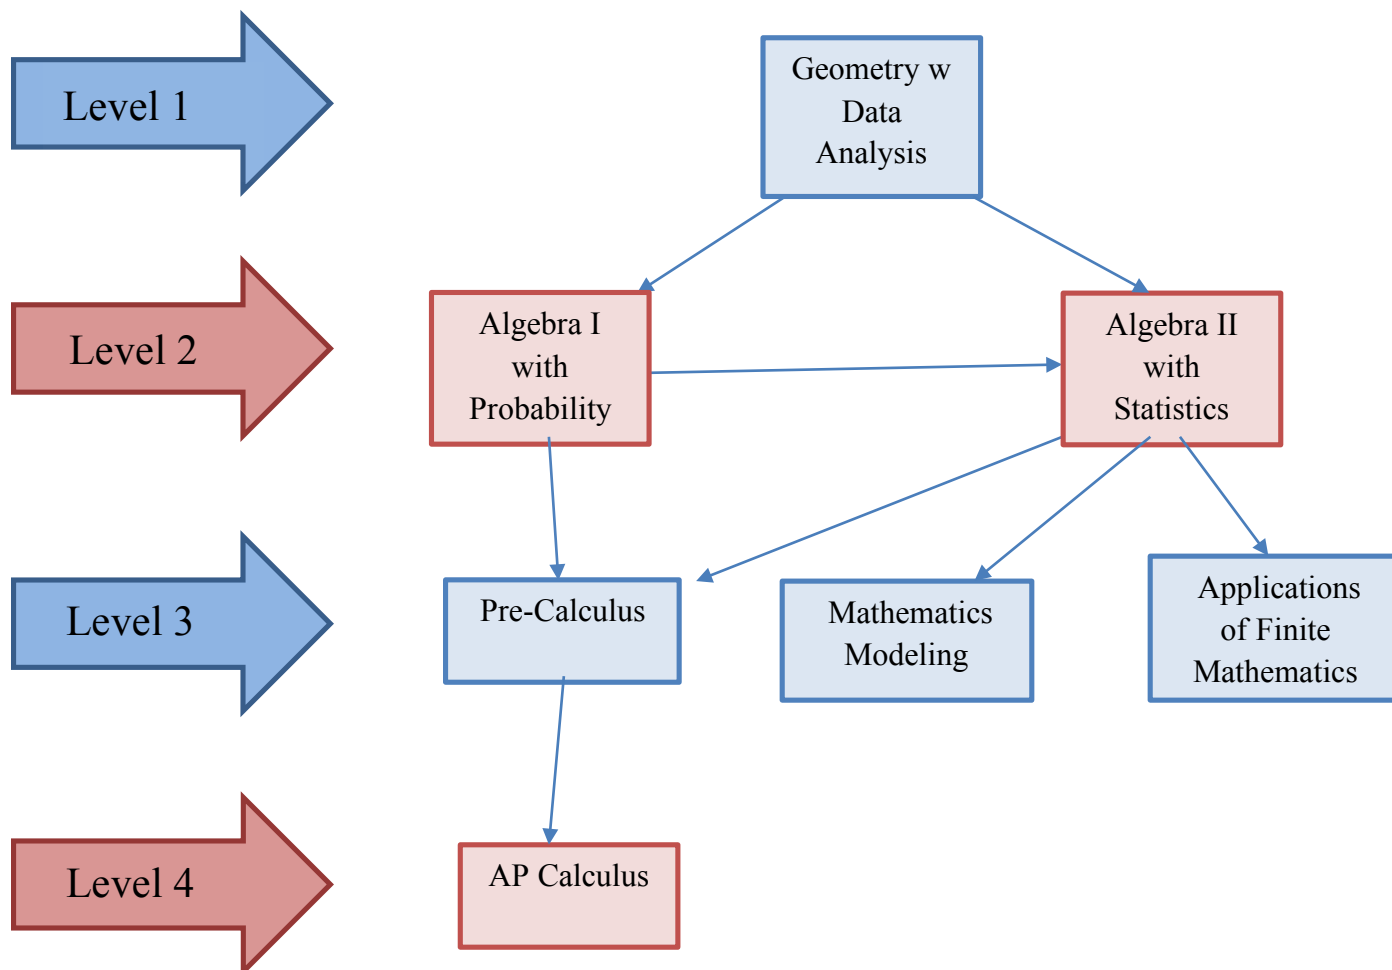 Level 1
Geometry w
Data
Analysis
Level 2
Algebra I
with
Probability
Algebra II
with
Statistics
Level 3
Pre-Calculus
Mathematics
Modeling
Applications
of Finite
Mathematics
Level 4
AP Calculus